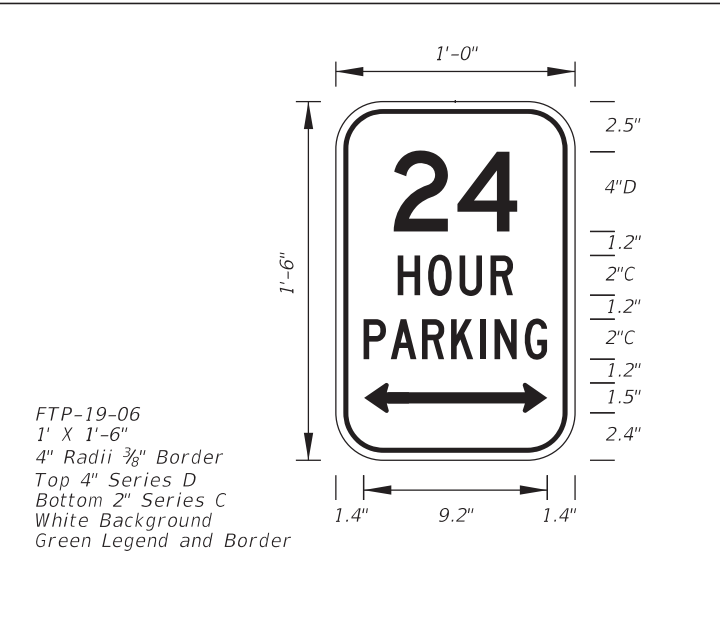 1'-0"
2.5"
24
4"D
1.2"
1'-6"
HOUR
2"C
1.2"
PARKING
2"C
1.2"
1.5"
2.4"
FTP-19-06
1' X 1'-6"
4" Radii ⅜" Border
Top 4" Series D
Bottom 2" Series C
White Background
Green Legend and Border
1.4" 9.2" 1.4"